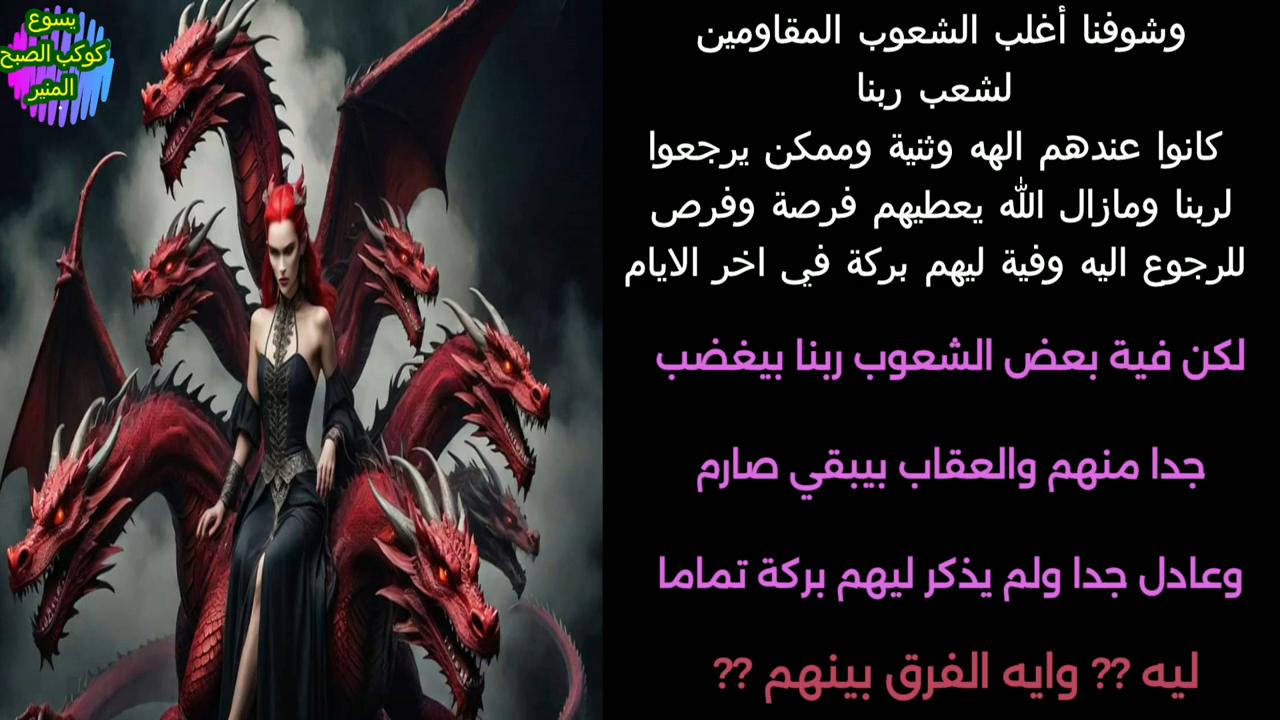 يسوع
كوكب الصبح
المنير
وشوفنا أغلب الشعوب المقاومين
لشعب ربنا
كانوا عندهم الهه وثنية وممكن يرجعوا
لربنا ومازال الله يعطيهم فرصة وفرص
للرجوع اليه وفية ليهم بركة في اخر الايام
لكن فية بعض الشعوب ربنا بيغضب
جدا منهم والعقاب بيبقي صارم
وعادل جدا ولم يذكر ليهم بركة تماما
ليه ?? وايه الفرق بينهم ??